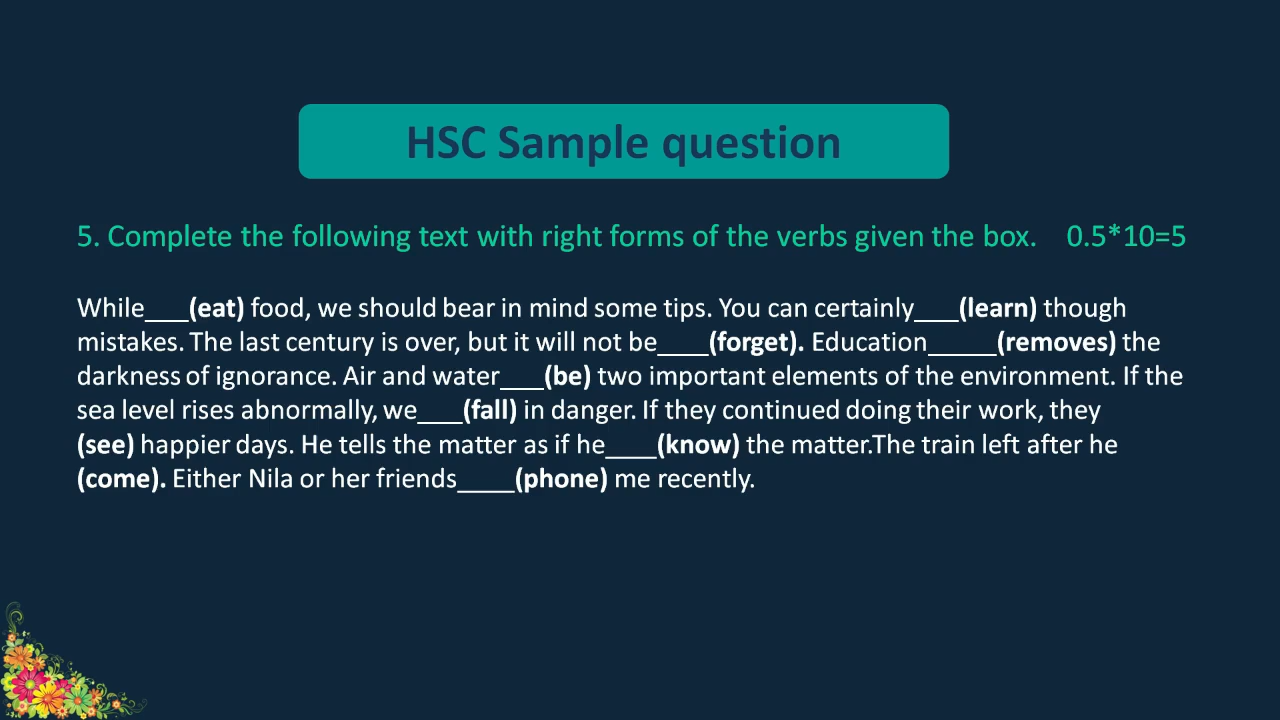 HSC Sample question
5. Complete the following text with right forms of the verbs given the box. 0.5*10=5
While___(eat) food, we should bear in mind some tips. You can certainly___(learn) though
mistakes. The last century is over, but it will not be____(forget). Education_____(removes) the
darkness of ignorance. Air and water___(be) two important elements of the environment. If the
sea level rises abnormally, we___(fall) in danger. If they continued doing their work, they
(see) happier days. He tells the matter as if he____(know) the matter.The train left after he
(come). Either Nila or her friends____(phone) me recently.